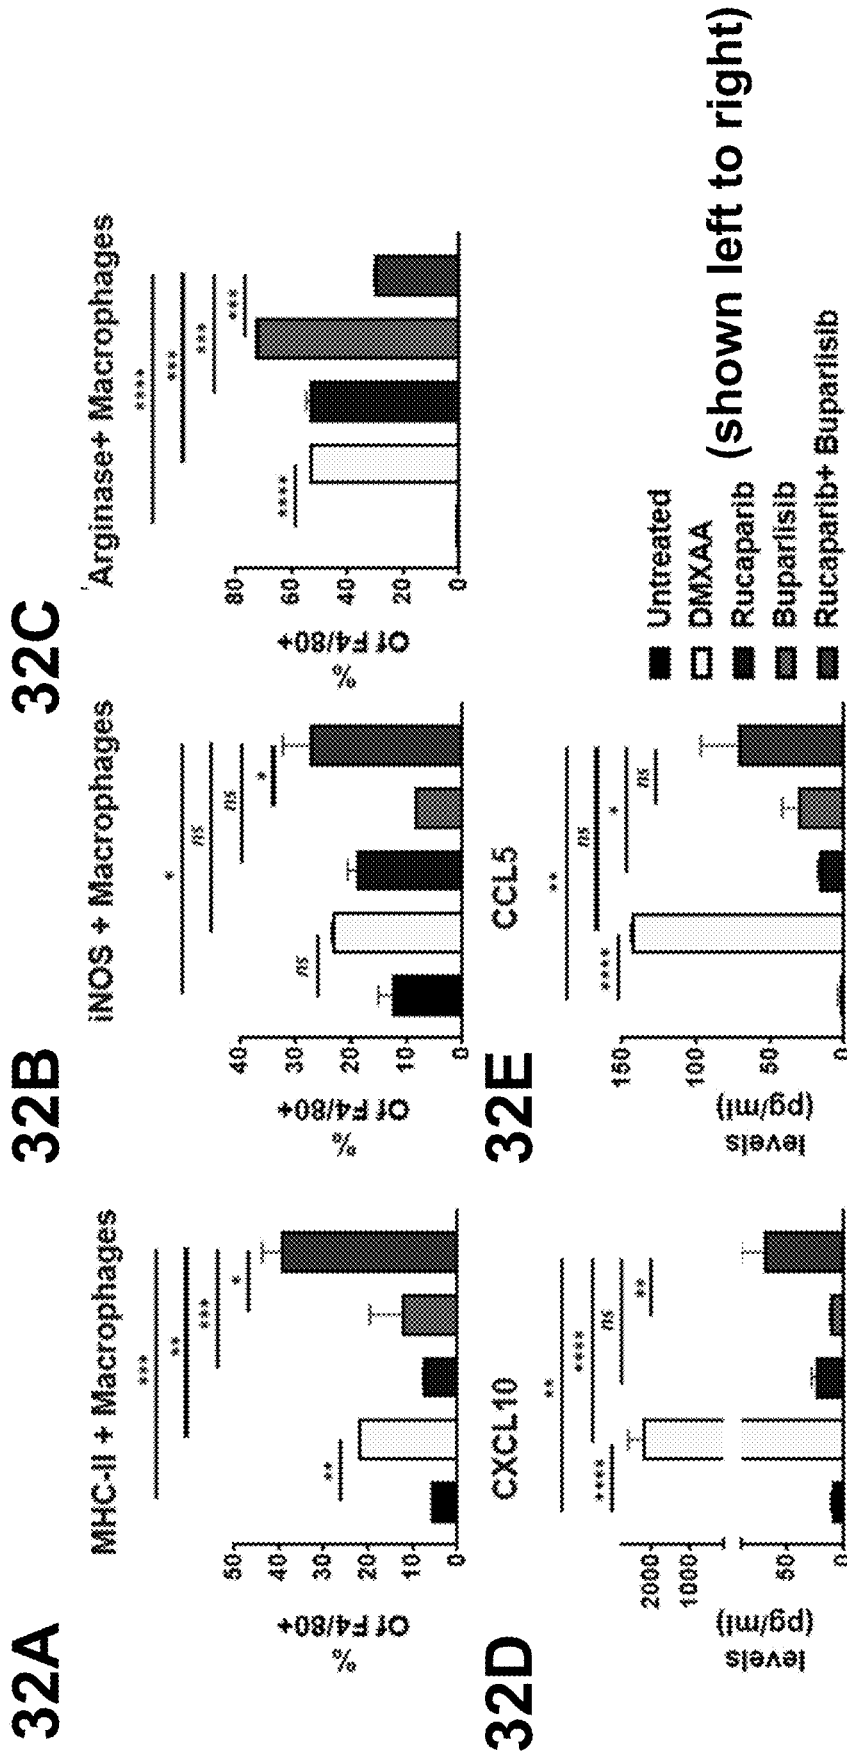 32A
MHC-II + Macrophages
***
**
***
*
**
50
40
30
20
10
0
%
Of F4/80+
32B
iNOS + Macrophages
*
ns
ns
*
ns
40
30
20
10
0
%
Of F4/80+
32C
Arginase+ Macrophages
****
***
***
***
****
80
60
40
20
0
%
Of F4/80+
32D
CXCL10
**
****
ns
**
****
2000
1000
50
0
levels
(pg/ml)
32E
CCL5
**
ns
*
ns
****
150
100
50
0
levels
(pg/ml)
Untreated
DMXAA
Rucaparib
Buparlisib
Rucaparib+ Buparlisib
(shown left to right)